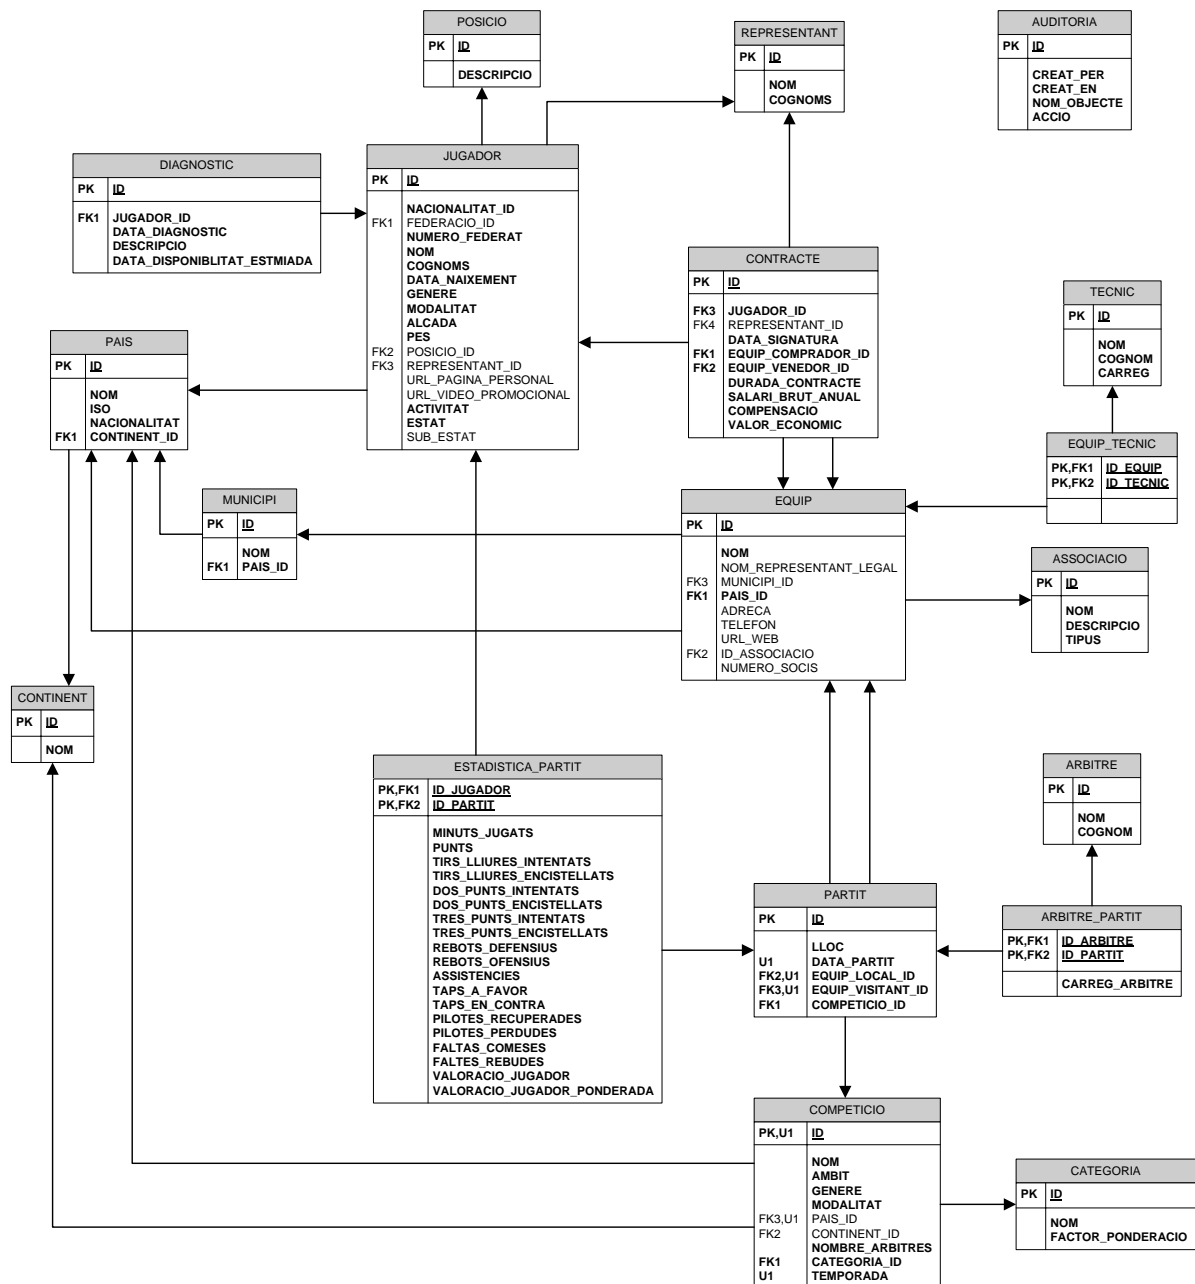 POSICIO
PK ID
DESCRIPCIO
REPRESENTANT
PK ID
NOM
COGNOMS
AUDITORIA
PK ID
CREAT_PER
CREAT_EN
NOM_OBJECTE
ACCIO
DIAGNOSTIC
PK ID
FK1 JUGADOR_ID
DATA_DIAGNOSTIC
DESCRIPCIO
DATA_DISPONIBLITAT_ESTMIADA
JUGADOR
PK ID
NACIONALITAT_ID
FK1 FEDERACIO_ID
NUMERO_FEDERAT
NOM
COGNOMS
DATA_NAIXEMENT
GENERE
MODALITAT
ALCADA
PES
FK2 POSICIO_ID
FK3 REPRESENTANT_ID
URL_PAGINA_PERSONAL
URL_VIDEO_PROMOCIONAL
ACTIVITAT
ESTAT
SUB_ESTAT
CONTRACTE
PK ID
FK3 JUGADOR_ID
FK4 REPRESENTANT_ID
DATA_SIGNATURA
FK1 EQUIP_COMPRADOR_ID
FK2 EQUIP_VENEDOR_ID
DURADA_CONTRACTE
SALARI_BRUT_ANUAL
COMPENSACIO
VALOR_ECONOMIC
TECNIC
PK ID
NOM
COGNOM
CARREG
PAIS
PK ID
NOM
ISO
NACIONALITAT
FK1 CONTINENT_ID
EQUIP_TECNIC
PK,FK1 ID_EQUIP
PK,FK2 ID_TECNIC
MUNICIPI
PK ID
NOM
FK1 PAIS_ID
EQUIP
PK ID
NOM
NOM_REPRESENTANT_LEGAL
FK3 MUNICIPI_ID
FK1 PAIS_ID
ADRECA
TELEFON
URL_WEB
FK2 ID_ASSOCIACIO
NUMERO_SOCIS
ASSOCIACIO
PK ID
NOM
DESCRIPCIO
TIPUS
CONTINENT
PK ID
NOM
ESTADISTICA_PARTIT
PK,FK1 ID_JUGADOR
PK,FK2 ID_PARTIT
MINUTS_JUGATS
PUNTS
TIRS_LLIURES_INTENTATS
TIRS_LLIURES_ENCISTELLATS
DOS_PUNTS_INTENTATS
DOS_PUNTS_ENCISTELLATS
TRES_PUNTS_INTENTATS
TRES_PUNTS_ENCISTELLATS
REBOTS_DEFENSIUS
REBOTS_OFENSIUS
ASSISTENCIES
TAPS_A_FAVOR
TAPS_EN_CONTRA
PILOTES_RECUPERADES
PILOTES_PERDUDES
FALTAS_COMESES
FALTES_REBUDES
VALORACIO_JUGADOR
VALORACIO_JUGADOR_PONDERADA
ARBITRE
PK ID
NOM
COGNOM
PARTIT
PK ID
LLOC
U1 DATA_PARTIT
FK2,U1 EQUIP_LOCAL_ID
FK3,U1 EQUIP_VISITANT_ID
FK1 COMPETICIO_ID
ARBITRE_PARTIT
PK,FK1 ID_ARBITRE
PK,FK2 ID_PARTIT
CARREG_ARBITRE
COMPETICIO
PK,U1 ID
NOM
AMBIT
GENERE
MODALITAT
FK3,U1 PAIS_ID
FK2 CONTINENT_ID
NOMBRE_ARBITRES
FK1 CATEGORIA_ID
U1 TEMPORADA
CATEGORIA
PK ID
NOM
FACTOR_PONDERACIO